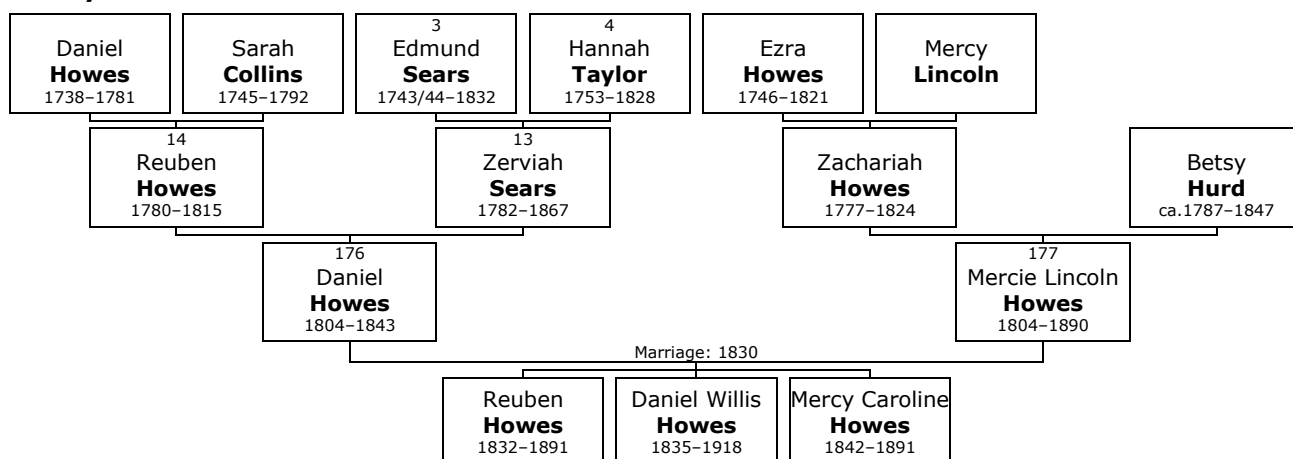 3
4
Daniel
Howes
1738–1781
Sarah
Collins
1745–1792
Edmund
Sears
1743/44–1832
Hannah
Taylor
1753–1828
Ezra
Howes
1746–1821
Mercy
Lincoln
14
Reuben
Howes
1780–1815
13
Zerviah
Sears
1782–1867
Zachariah
Howes
1777–1824
Betsy
Hurd
ca.1787–1847
176
Daniel
Howes
1804–1843
177
Mercie Lincoln
Howes
1804–1890
Marriage: 1830
Reuben
Howes
1832–1891
Daniel Willis
Howes
1835–1918
Mercy Caroline
Howes
1842–1891